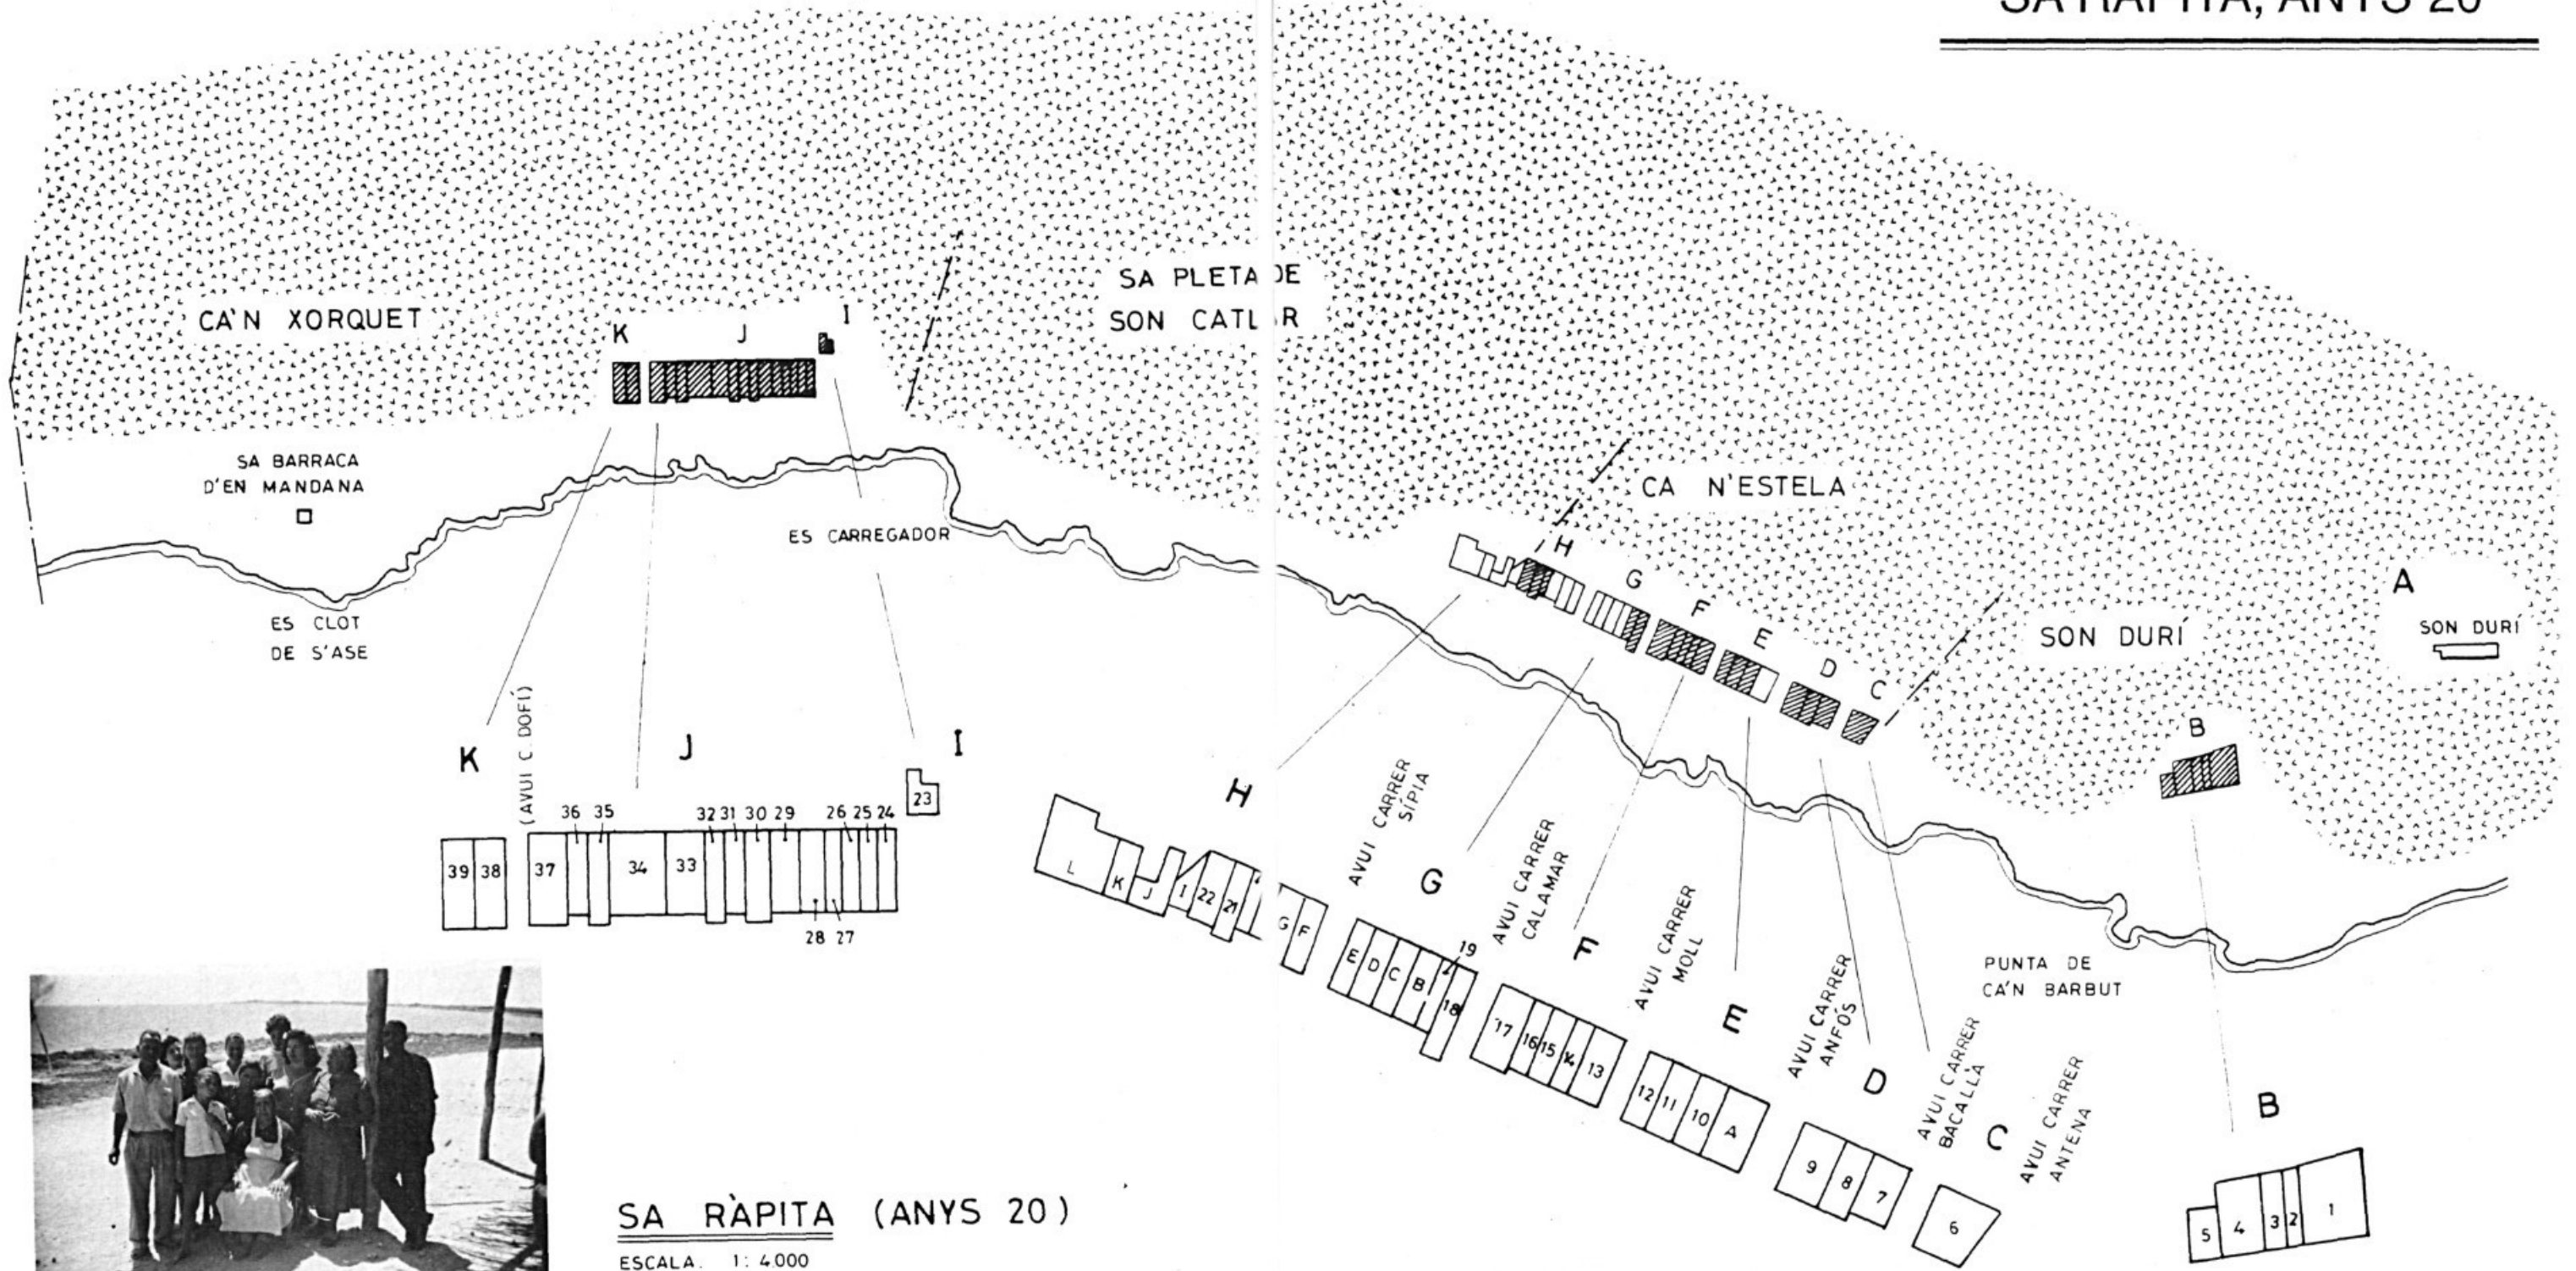 SA RÀPITA, ANYS 20
CA'N XORQUET
K
J
I
SA PLETA DE
SON CATLAR
SA BARRACA
D'EN MANDANA
ES CARREGADOR
ES CLOT
DE S'ASE
CA N'ESTELA
H
G
F
E
D
C
SON DURÍ
A
SON DURÍ
B
PUNTA DE
CA'N BARBUT
K
(AVUI C. DOFÍ)
J
I
23
36
35
32
31
30
29
26
25
24
39
38
37
34
33
28
27
H
L
K
J
I
22
21
G
F
AVUI CARRER
SÍPIA
G
E
D
C
B
19
18
AVUI CARRER
CALAMAR
F
17
16
15
14
13
AVUI CARRER
MOLL
E
12
11
10
A
AVUI CARRER
ANFÓS
D
9
8
7
AVUI CARRER
BACALLÀ
C
6
AVUI CARRER
ANTENA
B
5
4
3
2
1
SA RÀPITA (ANYS 20)
ESCALA. 1: 4.000